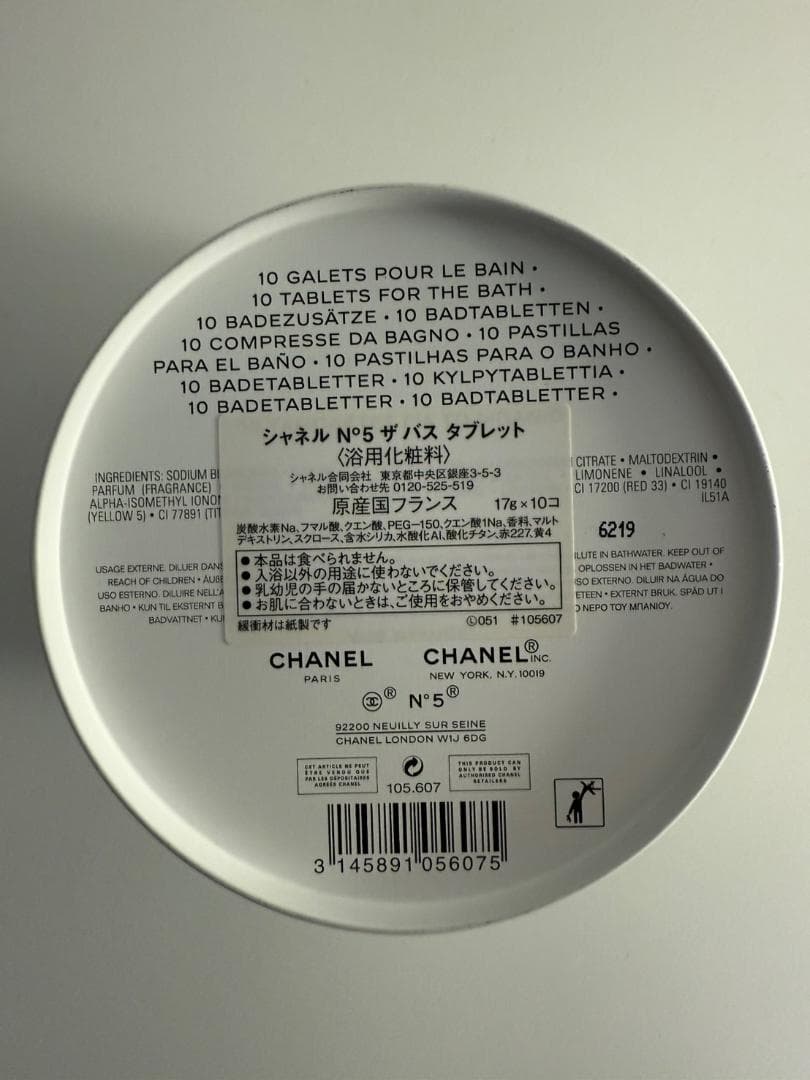 10 GALETS POUR LE BAIN •
10 TABLETS FOR THE BATH •
10 BADEZUSÄTZE • 10 BADTABLETTEN •
10 COMPRESSE DA BAGNO • 10 PASTILLAS
PARA EL BAÑO • 10 PASTILHAS PARA O BANHO •
10 BADETABLETTER • 10 KYLPYTABLETTIA •
10 BADETABLETTER • 10 BADTABLETTER •
シャネル Nº5 ザ バス タブレット
〈浴用化粧料〉
シャネル合同会社 東京都中央区銀座3-5-3
お問い合わせ先 0120-525-519
原産国フランス 17g×10コ
炭酸水素Na、フマル酸、クエン酸、PEG-150、クエン酸1Na、香料、マルト
デキストリン、スクロース、含水シリカ、水酸化Al、酸化チタン、赤227、黄4
●本品は食べられません。
●入浴以外の用途に使わないでください。
●乳幼児の手の届かないところに保管してください。
●お肌に合わないときは、ご使用をおやめください。
緩衝材は紙製です Ⓛ051 #105607
INGREDIENTS: SODIUM CITRATE • MALTODEXTRIN •
PARFUM (FRAGRANCE) LIMONENE • LINALOOL •
ALPHA-ISOMETHYL CI 17200 (RED 33) • CI 19140
(YELLOW 5) • CI 77891 IL51A
6219
USAGE EXTERNE. DILUER IN BATHWATER. KEEP OUT OF
REACH OF CHILDREN • OPLOSSEN IN HET BADWATER •
USO ESTERNO. DILUIRE EXTERNO. DILUIR NA ÁGUA DO
BANHO • KUN TIL EKSTERNT • EXTERNT BRUK. SPÄD UT I
BADVATTNET • ΝΕΡΟ ΤΟΥ ΜΠΑΝΙΟΥ.
CHANEL CHANEL® INC.
PARIS NEW YORK, N.Y. 10019
® Nº5®
92200 NEUILLY SUR SEINE
CHANEL LONDON W1J 6DG
CET ARTICLE NE PEUT
ÊTRE VENDU QUE
PAR LES DÉPOSITAIRES
AGRÉÉS CHANEL
THIS PRODUCT CAN
ONLY BE SOLD BY
AUTHORISED CHANEL
RETAILERS
105.607
3 145891 056075